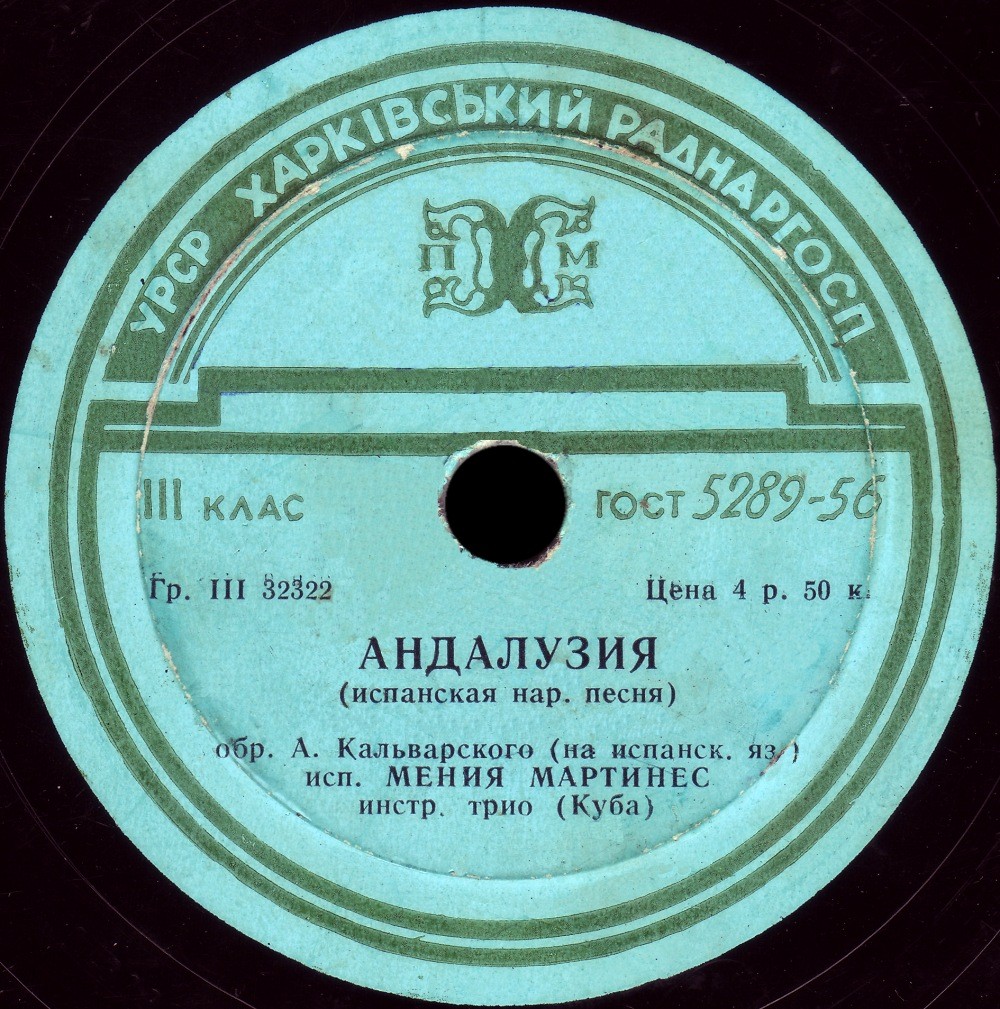 УРСР ХАРКІВСЬКИЙ РАДНАРГОСП
П М
III КЛАС ГОСТ 5289-56
Гр. III 32322 Цена 4 р. 50 к.
АНДАЛУЗИЯ
(испанская нар. песня)
обр. А. Кальварского (на испанск. яз.)
исп. МЕНИЯ МАРТИНЕС
инстр. трио (Куба)